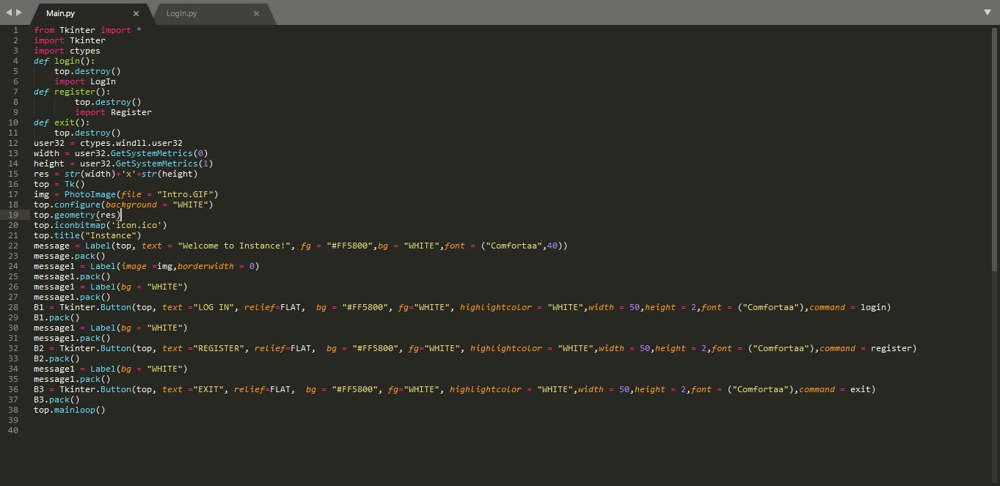 Main.py × LogIn.py ×
1 from Tkinter import *
2 import Tkinter
3 import ctypes
4 def login():
5     top.destroy()
6     import LogIn
7 def register():
8         top.destroy()
9         import Register
10 def exit():
11     top.destroy()
12 user32 = ctypes.windll.user32
13 width = user32.GetSystemMetrics(0)
14 height = user32.GetSystemMetrics(1)
15 res = str(width)+'x'+str(height)
16 top = Tk()
17 img = PhotoImage(file = "Intro.GIF")
18 top.configure(background = "WHITE")
19 top.geometry(res)
20 top.iconbitmap('icon.ico')
21 top.title("Instance")
22 message = Label(top, text = "Welcome to Instance!", fg = "#FF5800",bg = "WHITE",font = ("Comfortaa",40))
23 message.pack()
24 message1 = Label(image =img,borderwidth = 0)
25 message1.pack()
26 message1 = Label(bg = "WHITE")
27 message1.pack()
28 B1 = Tkinter.Button(top, text ="LOG IN", relief=FLAT,  bg = "#FF5800", fg="WHITE", highlightcolor = "WHITE",width = 50,height = 2,font = ("Comfortaa"),command = login)
29 B1.pack()
30 message1 = Label(bg = "WHITE")
31 message1.pack()
32 B2 = Tkinter.Button(top, text ="REGISTER", relief=FLAT,  bg = "#FF5800", fg="WHITE", highlightcolor = "WHITE",width = 50,height = 2,font = ("Comfortaa"),command = register)
33 B2.pack()
34 message1 = Label(bg = "WHITE")
35 message1.pack()
36 B3 = Tkinter.Button(top, text ="EXIT", relief=FLAT,  bg = "#FF5800", fg="WHITE", highlightcolor = "WHITE",width = 50,height = 2,font = ("Comfortaa"),command = exit)
37 B3.pack()
38 top.mainloop()
39
40